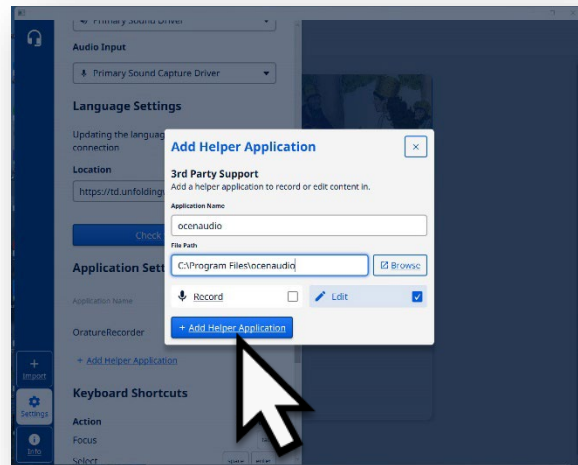 Primary Sound Driver
Audio Input
Primary Sound Capture Driver
Language Settings
Updating the languag
connection
Location
https://td.unfoldingw
Check
Application Sett
Application Name
OratureRecorder
+ Add Helper Application
Keyboard Shortcuts
Action
Focus
Select
space enter
+
Import
Settings
Info
Add Helper Application
×
3rd Party Support
Add a helper application to record or edit content in.
Application Name
ocenaudio
File Path
C:\Program Files\ocenaudio
Browse
Record
Edit
+ Add Helper Application